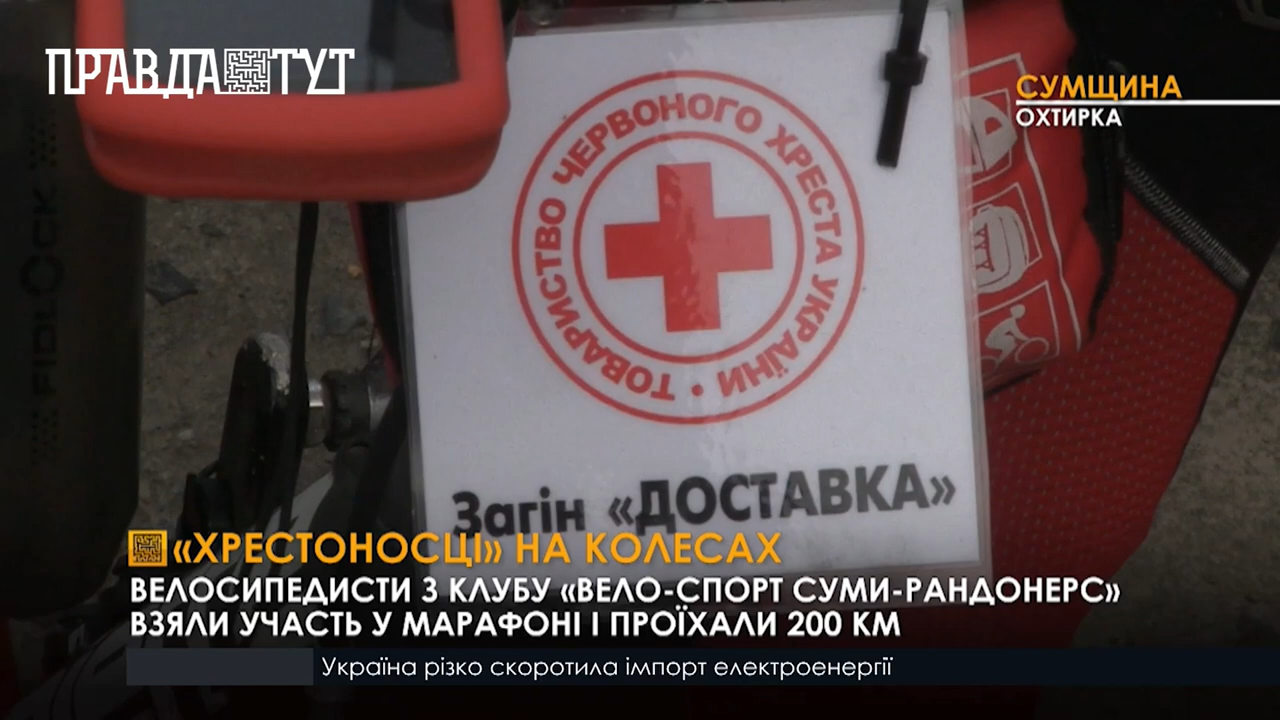 ПРАВДА ТУТ
СУМЩИНА
ОХТИРКА
ТОВАРИСТВО ЧЕРВОНОГО ХРЕСТА УКРАЇНИ •
FIDLOCK
Загін «ДОСТАВКА»
«ХРЕСТОНОСЦІ» НА КОЛЕСАХ
ВЕЛОСИПЕДИСТИ З КЛУБУ «ВЕЛО-СПОРТ СУМИ-РАНДОНЕРС»
ВЗЯЛИ УЧАСТЬ У МАРАФОНІ І ПРОЇХАЛИ 200 КМ
Україна різко скоротила імпорт електроенергії